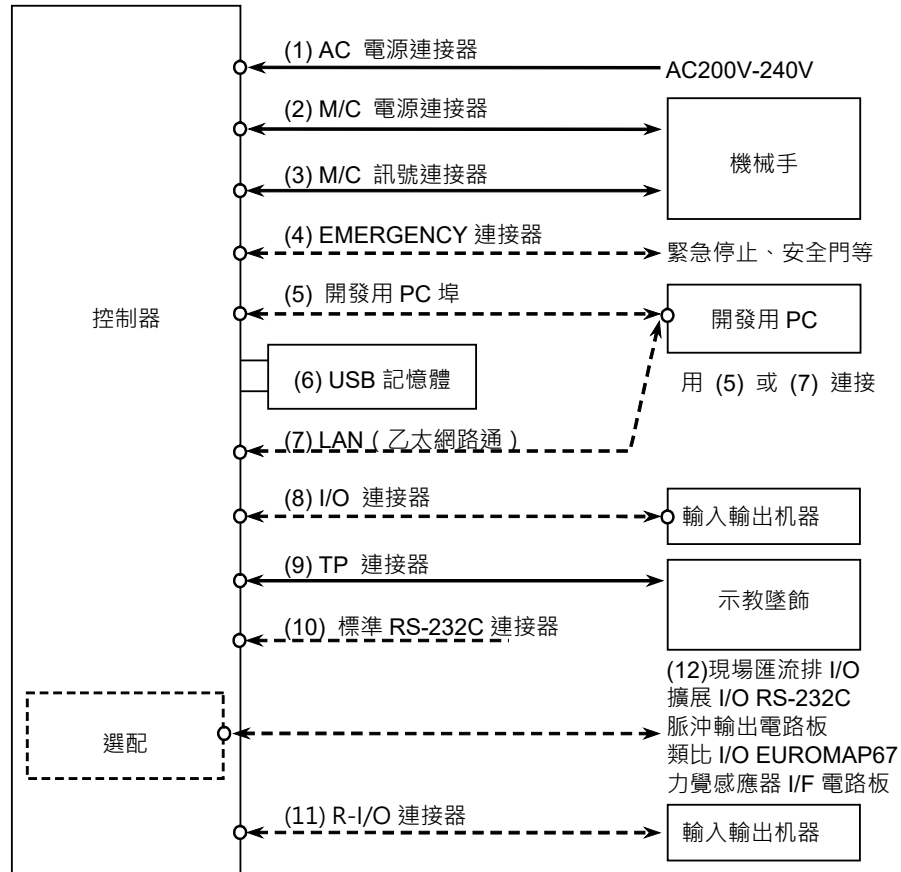 (1) AC 電源連接器
AC200V-240V
(2) M/C 電源連接器
機械手
(3) M/C 訊號連接器
(4) EMERGENCY 連接器
緊急停止、安全門等
控制器
(5) 開發用 PC 埠
開發用 PC
(6) USB 記憶體
用 (5) 或 (7) 連接
(7) LAN（乙太網路通）
(8) I/O 連接器
輸入輸出机器
(9) TP 連接器
示教墜飾
(10) 標準 RS-232C 連接器
(12)現場匯流排 I/O
擴展 I/O RS-232C
脈沖輸出電路板
類比 I/O EUROMAP67
力覺感應器 I/F 電路板
選配
(11) R-I/O 連接器
輸入輸出机器